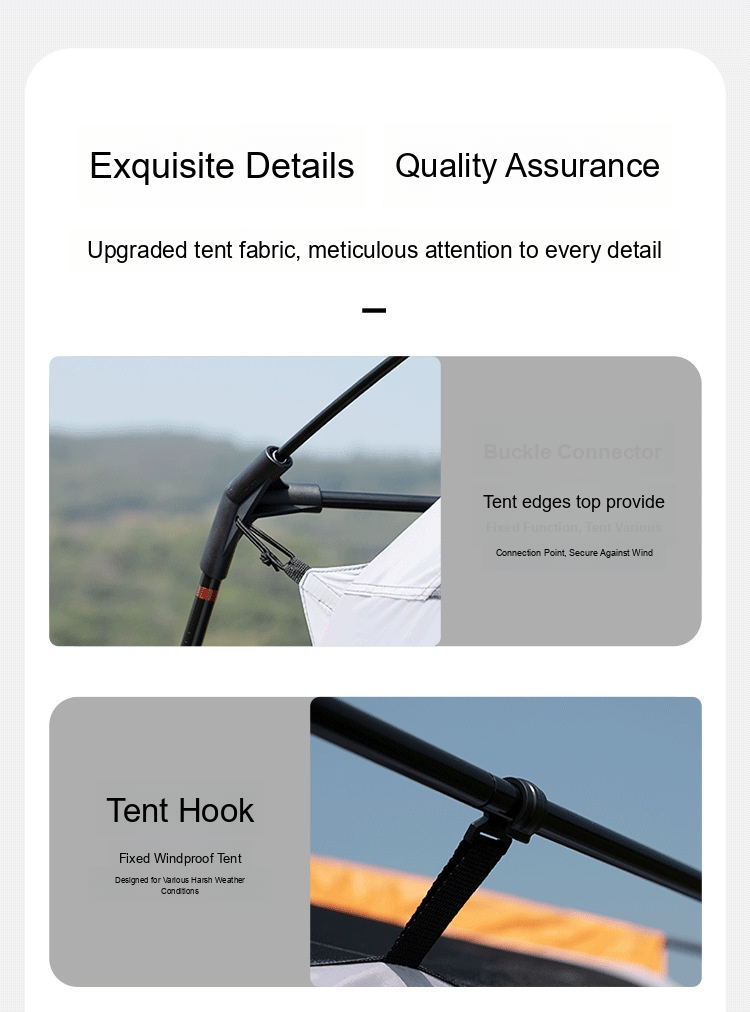 Exquisite Details
Quality Assurance
Upgraded tent fabric, meticulous attention to every detail
Buckle Connector
Tent edges top provide
Fixed Function, Tent Various
Connection Point, Secure Against Wind
Tent Hook
Fixed Windproof Tent
Designed for Various Harsh Weather
Conditions